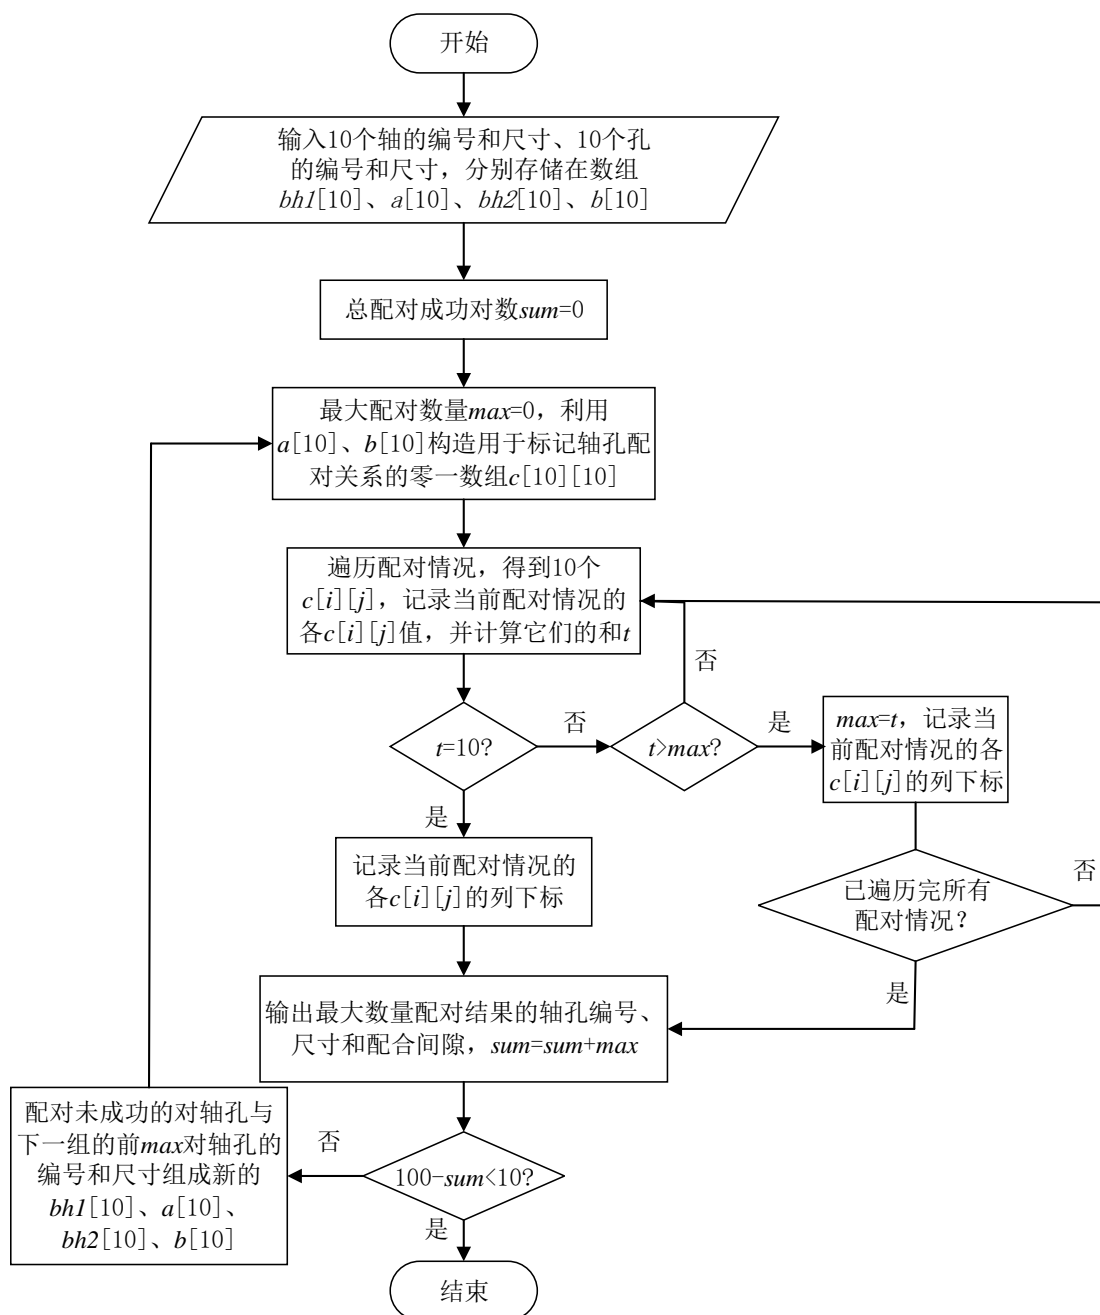 开始
输入10个轴的编号和尺寸、10个孔
的编号和尺寸，分别存储在数组
bh1[10]、a[10]、bh2[10]、b[10]
总配对成功对数sum=0
最大配对数量max=0，利用
a[10]、b[10]构造用于标记轴孔配
对关系的零一数组c[10][10]
遍历配对情况，得到10个
c[i][j]，记录当前配对情况的
各c[i][j]值，并计算它们的和t
否
t=10?
否
t>max?
是
max=t，记录当
前配对情况的各
c[i][j]的列下标
是
记录当前配对情况的
各c[i][j]的列下标
已遍历完所有
配对情况？
否
是
输出最大数量配对结果的轴孔编号、
尺寸和配合间隙，sum=sum+max
配对未成功的对轴孔与
下一组的前max对轴孔的
编号和尺寸组成新的
bh1[10]、a[10]、
bh2[10]、b[10]
否
100-sum<10?
是
结束